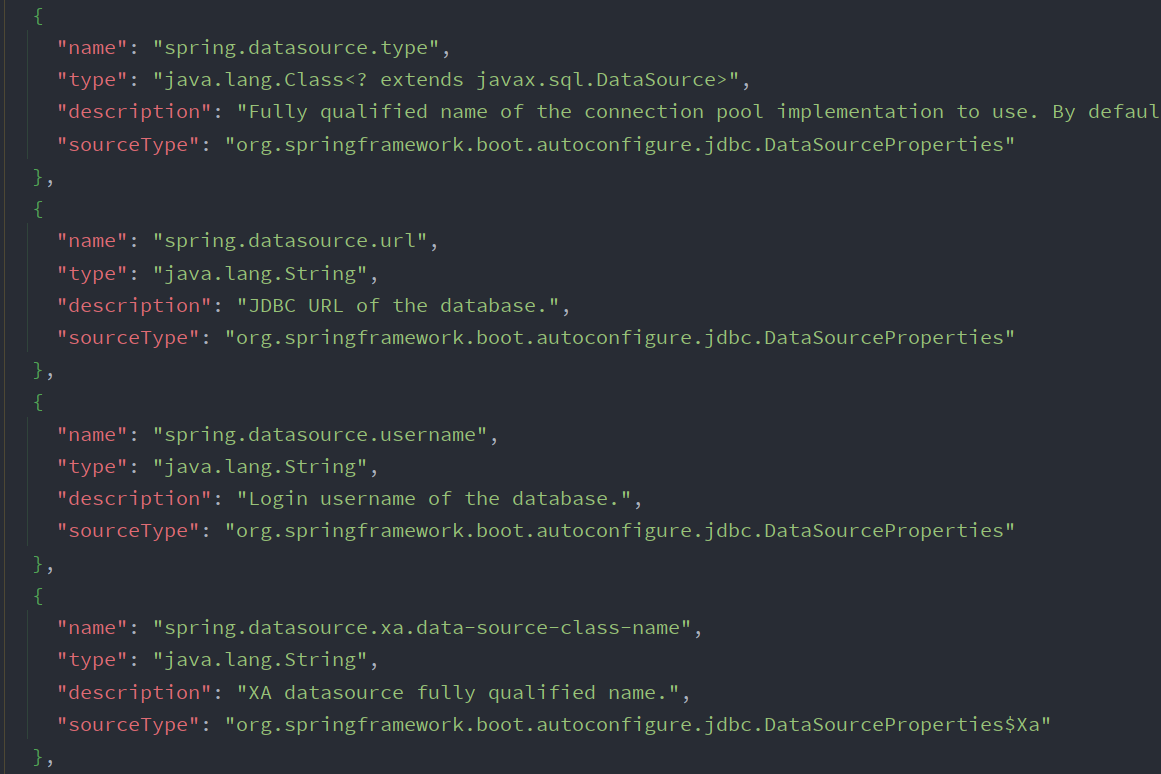 {
"name": "spring.datasource.type",
"type": "java.lang.Class<? extends javax.sql.DataSource>",
"description": "Fully qualified name of the connection pool implementation to use. By defaul
"sourceType": "org.springframework.boot.autoconfigure.jdbc.DataSourceProperties"
},
{
"name": "spring.datasource.url",
"type": "java.lang.String",
"description": "JDBC URL of the database.",
"sourceType": "org.springframework.boot.autoconfigure.jdbc.DataSourceProperties"
},
{
"name": "spring.datasource.username",
"type": "java.lang.String",
"description": "Login username of the database.",
"sourceType": "org.springframework.boot.autoconfigure.jdbc.DataSourceProperties"
},
{
"name": "spring.datasource.xa.data-source-class-name",
"type": "java.lang.String",
"description": "XA datasource fully qualified name.",
"sourceType": "org.springframework.boot.autoconfigure.jdbc.DataSourceProperties$Xa"
},